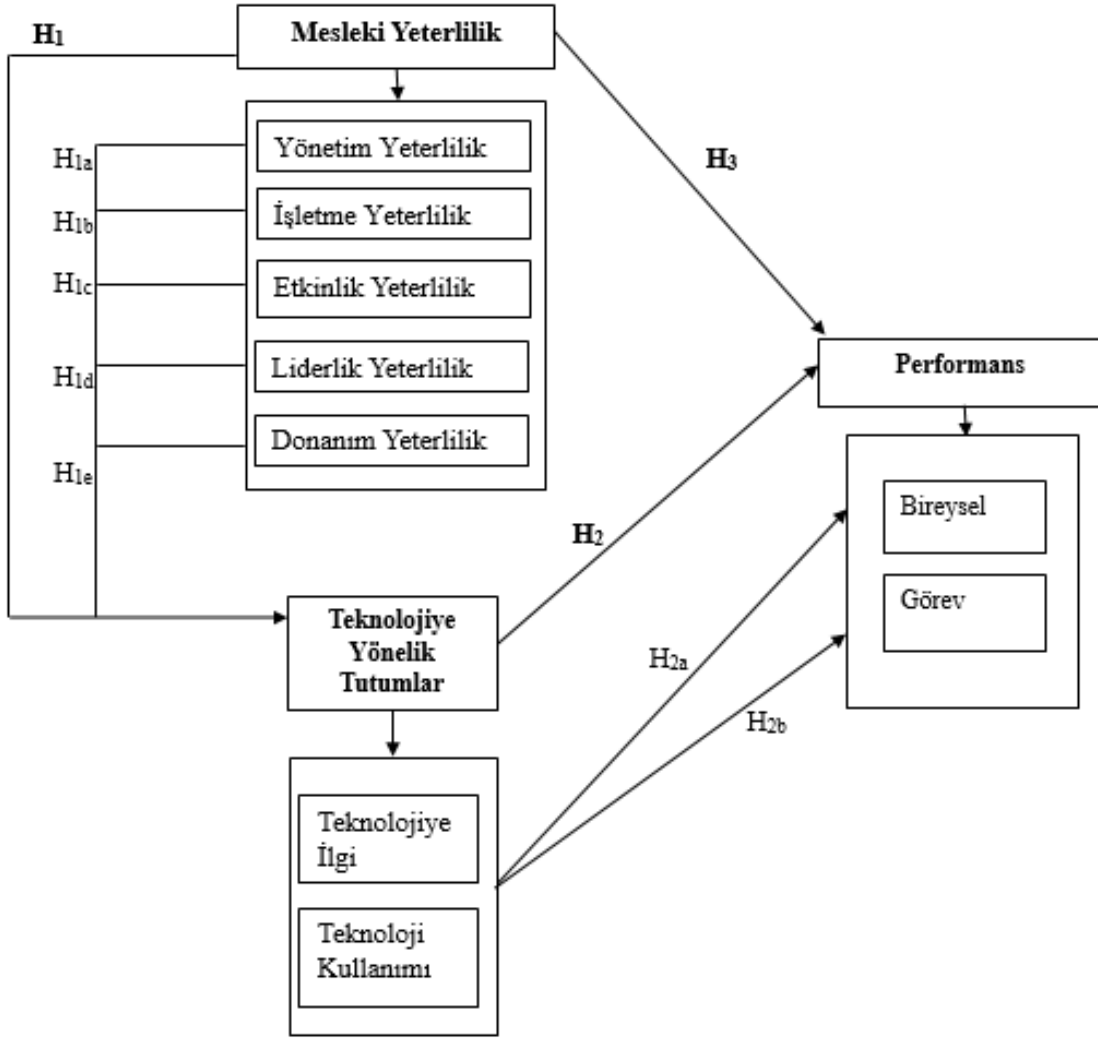 H1
Mesleki Yeterlilik
H1a
Yönetim Yeterlilik
H1b
İşletme Yeterlilik
H1c
Etkinlik Yeterlilik
H1d
Liderlik Yeterlilik
H1e
Donanım Yeterlilik
H3
Performans
Bireysel
Görev
H2
Teknolojiye
Yönelik
Tutumlar
H2a
H2b
Teknolojiye
İlgi
Teknoloji
Kullanımı